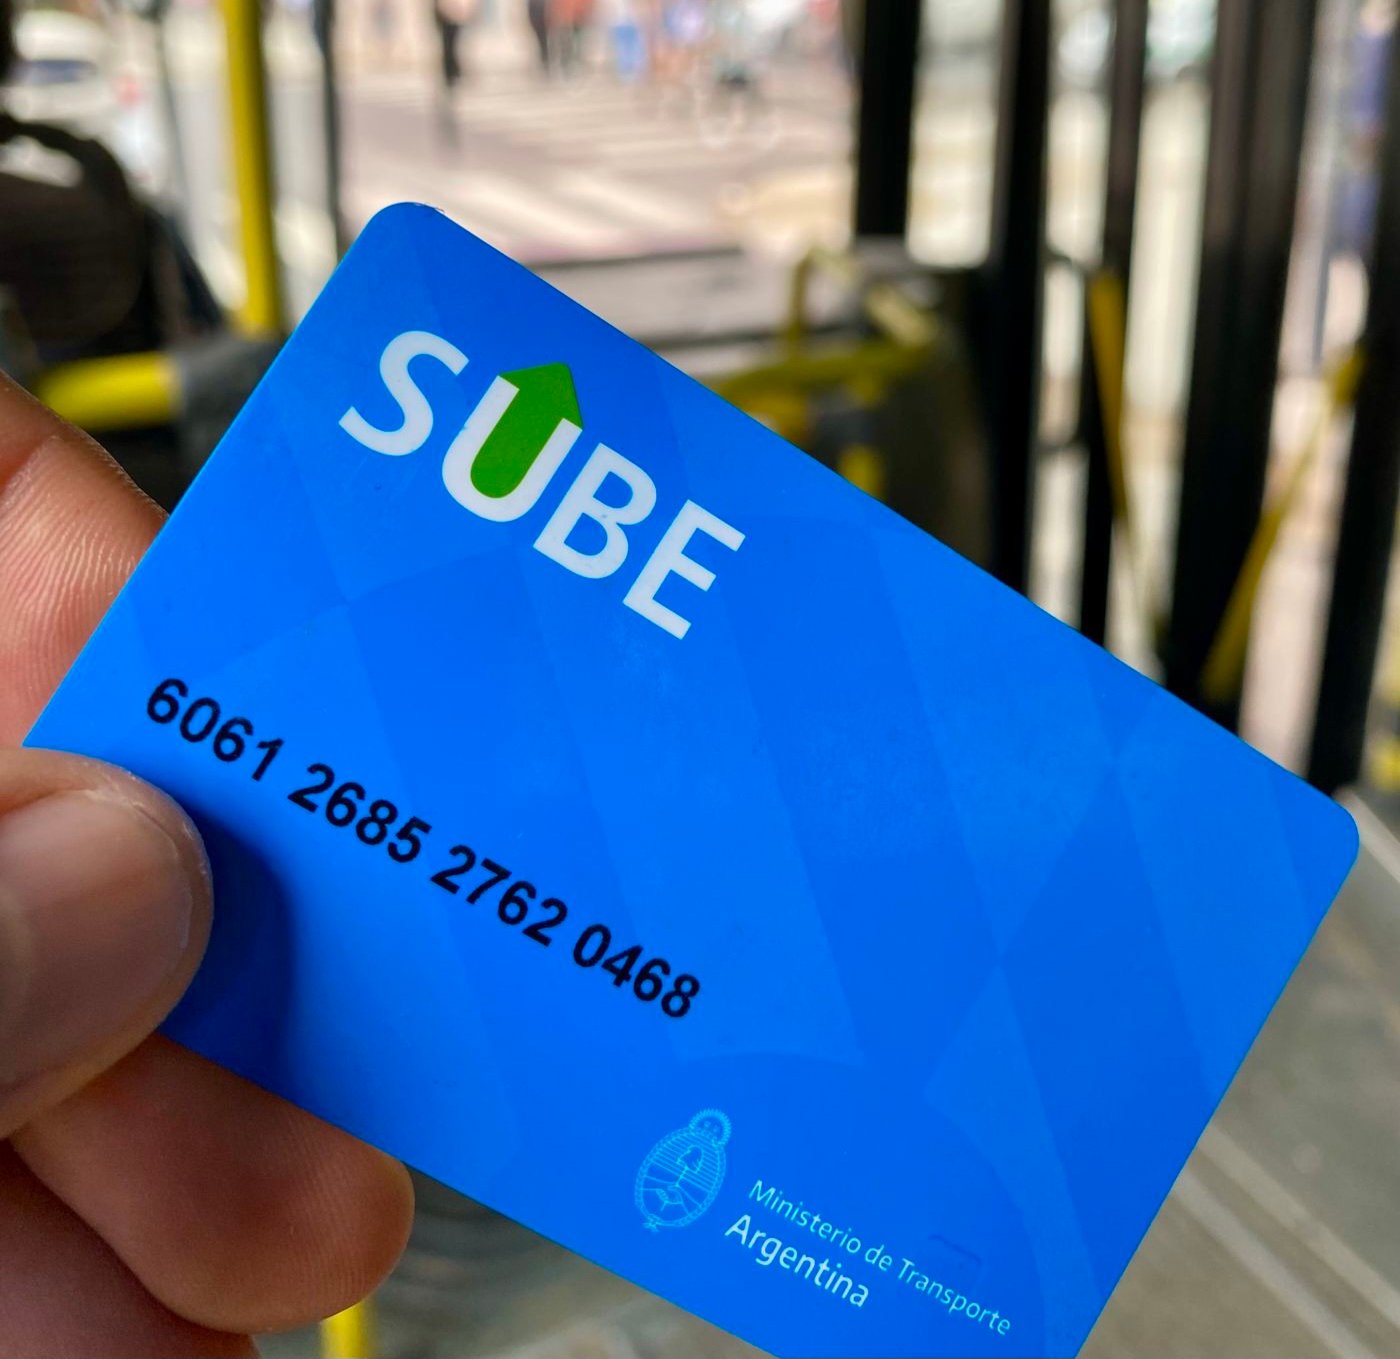 SUBE
6061 2685 2762 0468
Ministerio de Transporte
Argentina